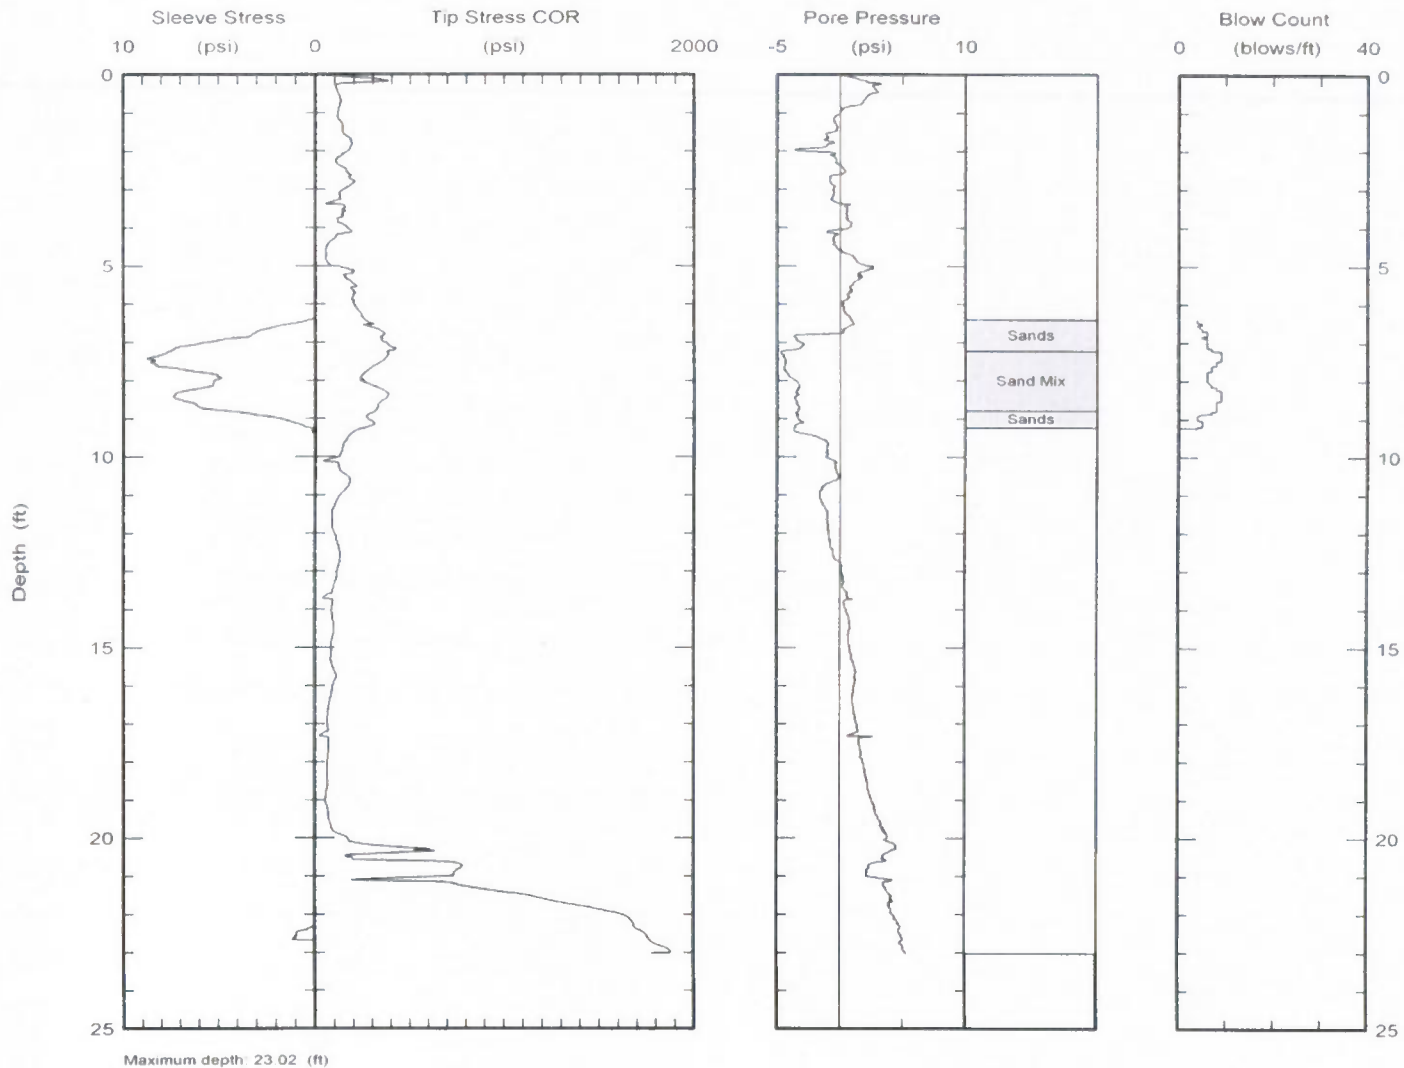 Sleeve Stress Tip Stress COR Pore Pressure Blow Count
10 (psi) 0 (psi) 2000 -5 (psi) 10 0 (blows/ft) 40
0 0
5 5
Sands
Sand Mix
Sands
10 10
Depth (ft)
15 15
20 20
25 25
Maximum depth: 23.02 (ft)